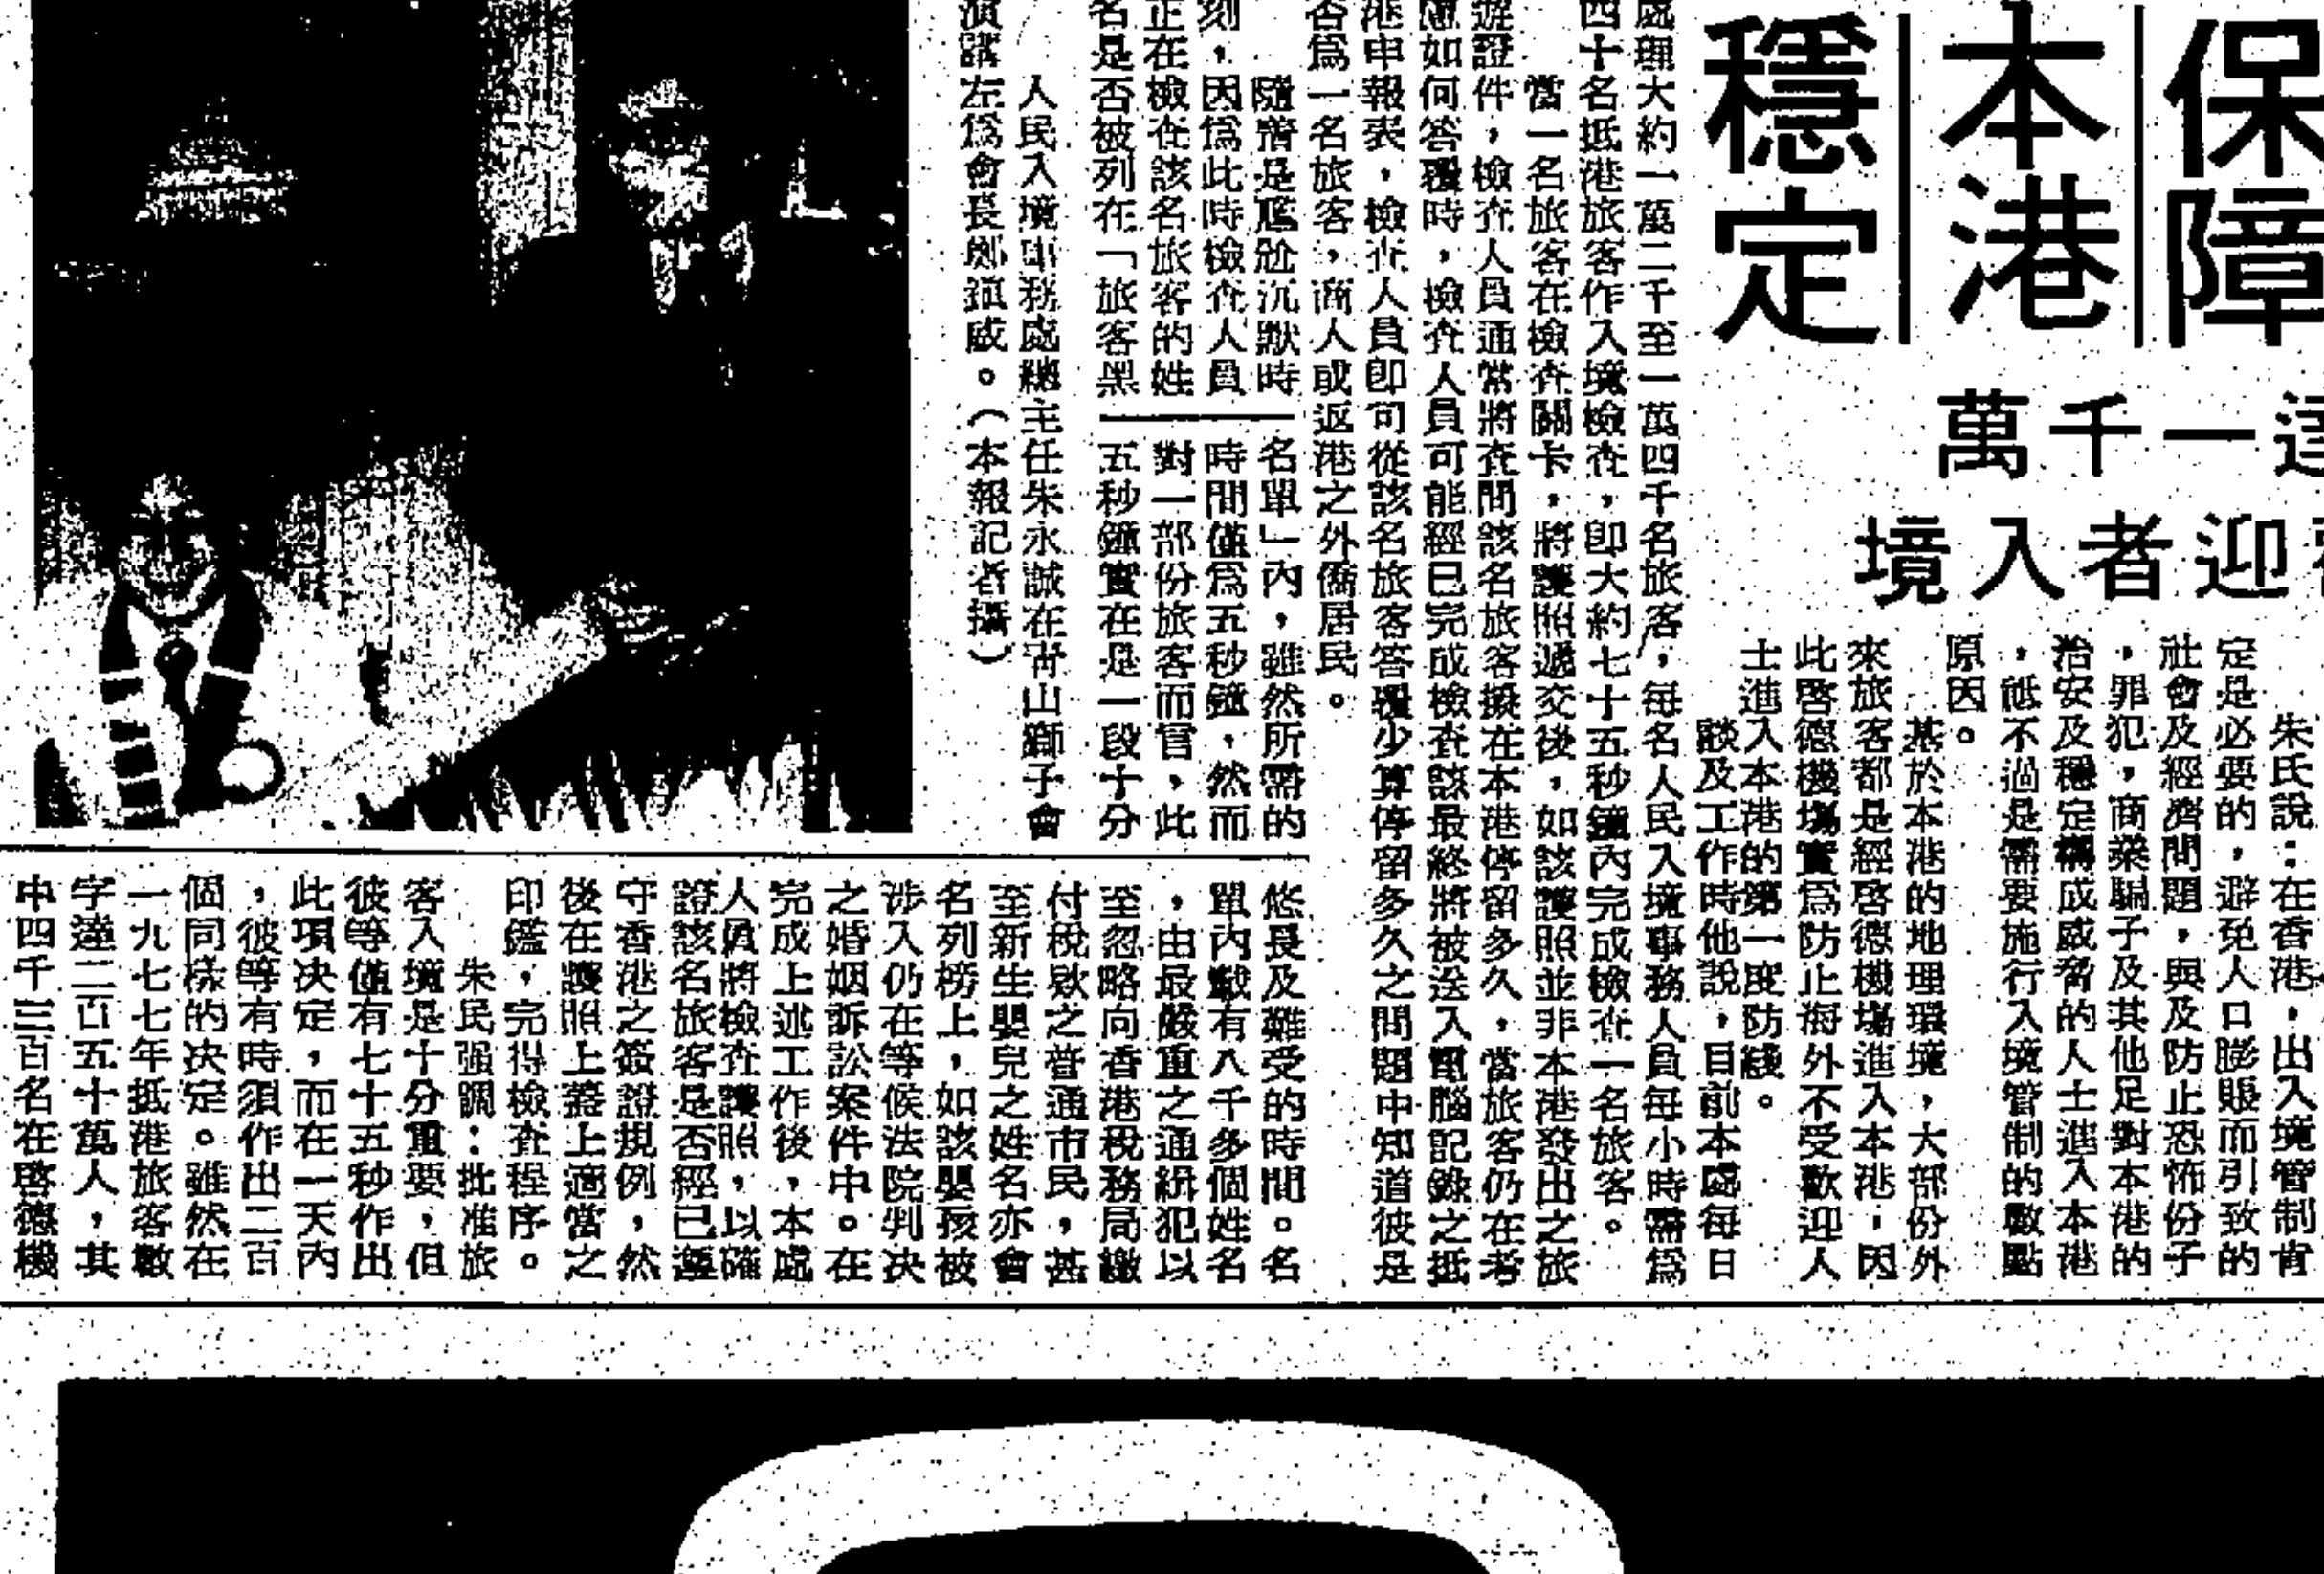 保障
本港
穩定
達一千萬
迎者入境
朱氏說：在香港，出入境管制肯
定是必要的，避免人口膨賬而引致的
社會及經濟問題，與及防止恐怖份子
，罪犯，商業騙子及其他足對本港的
治安及穩定構成威脅的人士進入本港
，祗不過是需要施行入境管制的數點
原因。
基於本港的地理環境，大部份外
來旅客都是經啓德機場進入本港，因
此啓德機塲實爲防止海外不受歡迎人
士進入本港的第一度防綫。
談及工作時他說，目前本處每日
處理大約一萬二千至一萬四千名旅客，每名人民入境事務人員每小時需爲
四十名抵港旅客作入境檢查，即大約七十五秒鐘內完成檢查一名旅客。
當一名旅客在檢查關卡，將護照遞交後，如該護照並非本港發出之旅
遊證件，檢查人員通常將查問該名旅客擬在本港停留多久，當旅客仍在考
慮如何答覆時，檢查人員可能經已完成檢查該最終將被送入電腦記錄之抵
港申報表，檢查人員即可從該名旅客答覆少算停留多久之問題中知道彼是
否爲一名旅客，商人或返港之外僑居民。
隨着是尷尬沉默時
刻，因爲此時檢查人員
正在檢查該名旅客的姓
名是否被列在「旅客黑
名單」內，雖然所需的
時間僅爲五秒鐘，然而
對一部份旅客而言，此
五秒鐘實在是一段十分
悠長及難受的時間。名
單內載有八千多個姓名
，由最嚴重之通緝犯以
至忽略向香港稅務局繳
付稅欵之普通市民，甚
至新生嬰兒之姓名亦會
名列榜上，如該嬰孩被
涉入仍在等候法院判决
之婚姻訴訟案件中。在
完成上述工作後，本處
人員將檢查護照，以確
證該名旅客是否經已遵
守香港之簽證規例，然
後在護照上蓋上適當之
印鑑，完得檢查程序。
朱民强調：批准旅
客入境是十分重要，但
彼等僅有七十五秒作出
此項决定，而在一天內
，彼等有時須作出二百
個同樣的决定。雖然在
一九七七年抵港旅客數
字達二百五十萬人，其
中四千三百名在啓德機
人民入境事務處總主任朱永誠在青山獅子會
演講左爲會長鄭鎮威。（本報記者攝）